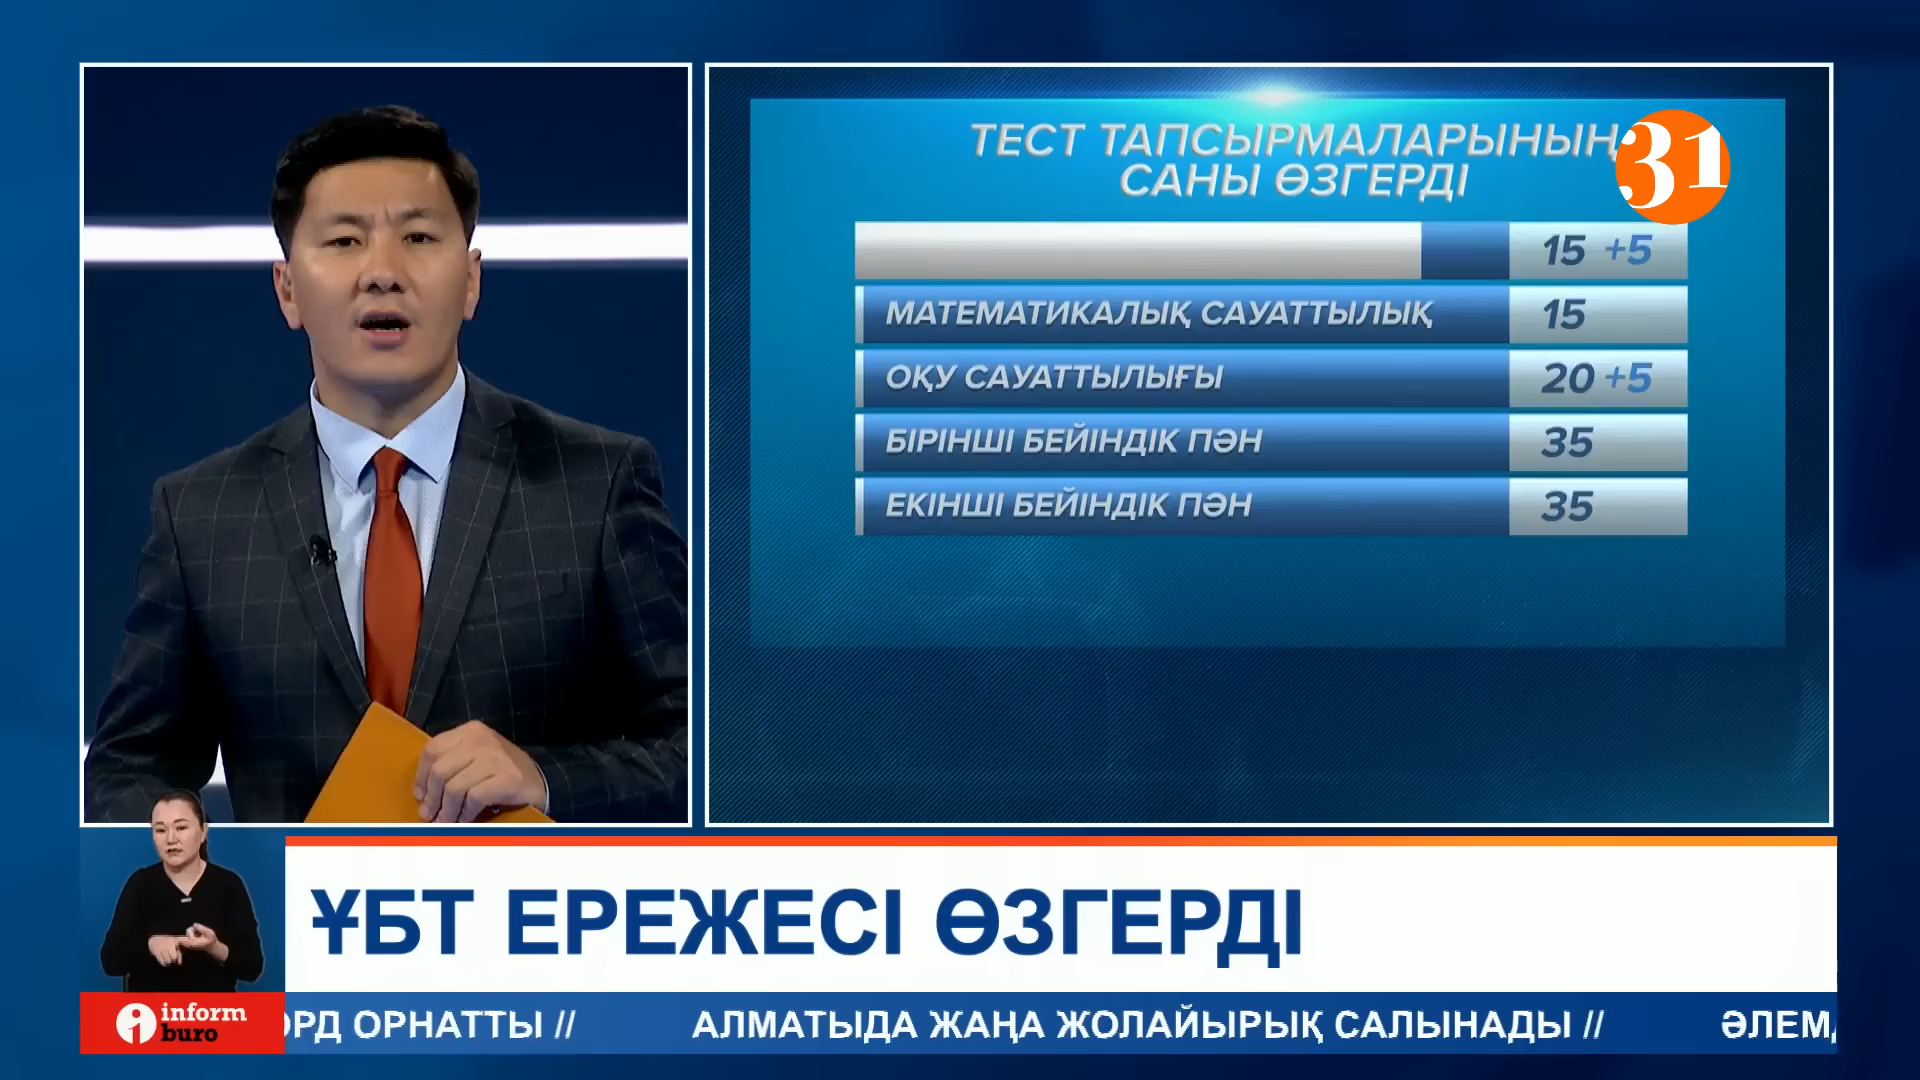 ТЕСТ ТАПСЫРМАЛАРЫНЫҢ
САНЫ ӨЗГЕРДІ
31
15 +5
МАТЕМАТИКАЛЫҚ САУАТТЫЛЫҚ 15
ОҚУ САУАТТЫЛЫҒЫ 20 +5
БІРІНШІ БЕЙІНДІК ПӘН 35
ЕКІНШІ БЕЙІНДІК ПӘН 35
ҰБТ ЕРЕЖЕСІ ӨЗГЕРДІ
inform
buro
ОРНАТТЫ // АЛМАТЫДА ЖАҢА ЖОЛАЙЫРЫҚ САЛЫНАДЫ //